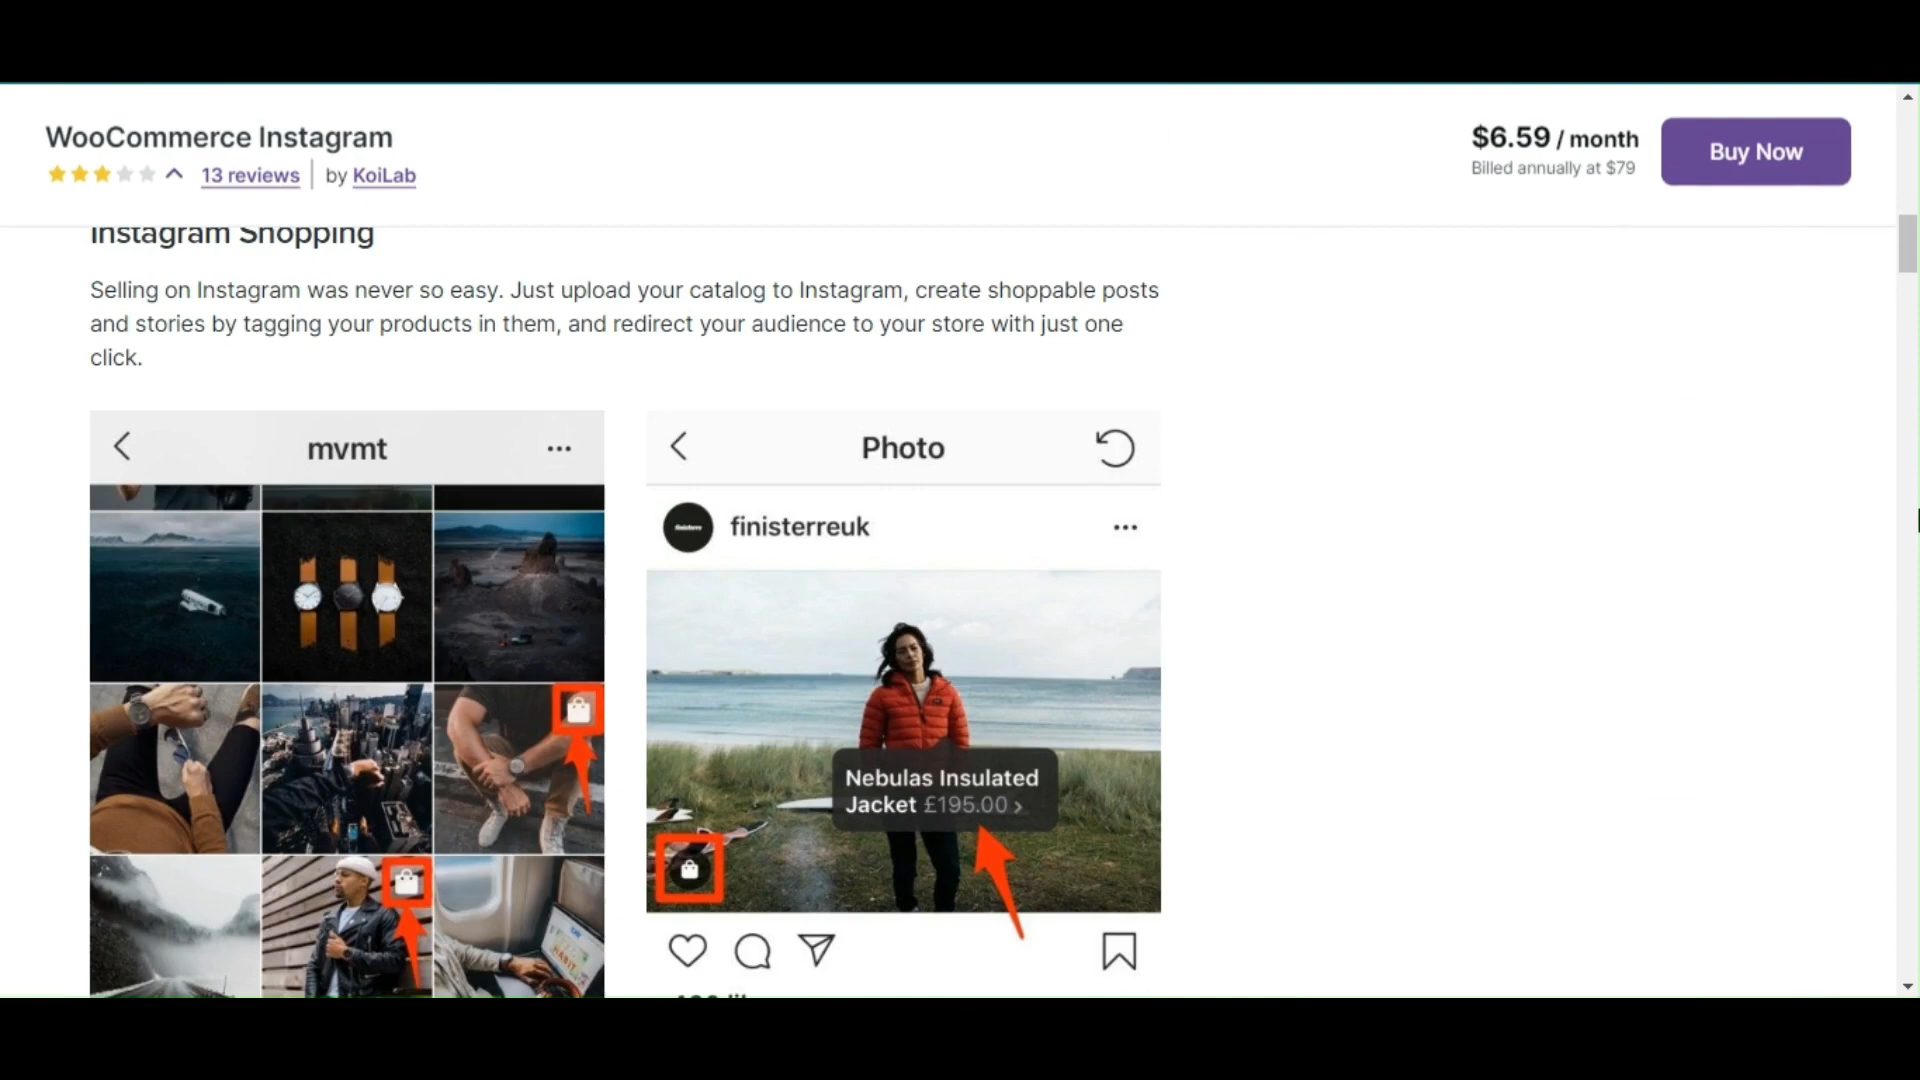 WooCommerce Instagram
$6.59 / month
Billed annually at $79
Buy Now
13 reviews
by KoiLab
Instagram Shopping
Selling on Instagram was never so easy. Just upload your catalog to Instagram, create shoppable posts
and stories by tagging your products in them, and redirect your audience to your store with just one
click.
mvmt
Photo
finisterreuk
Nebulas Insulated
Jacket £195.00 >